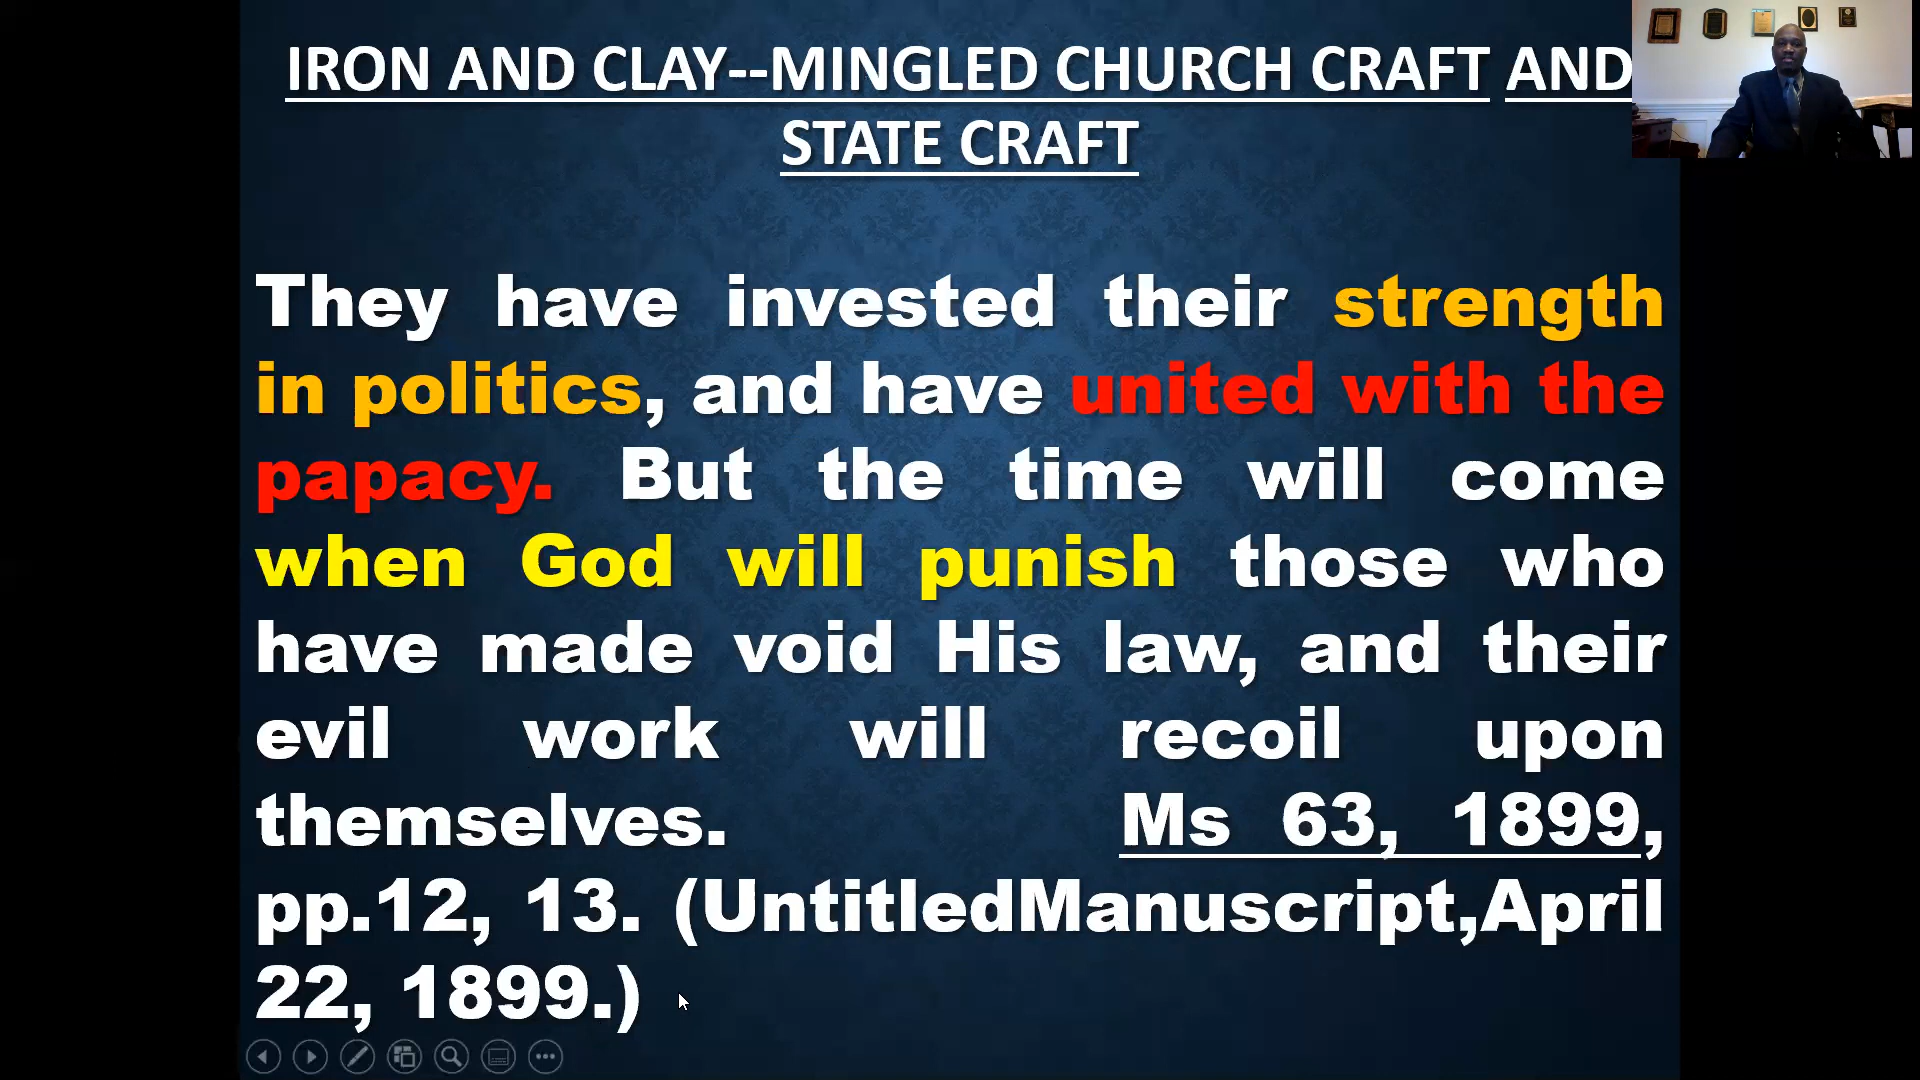 IRON AND CLAY--MINGLED CHURCH CRAFT AND
STATE CRAFT
They have invested their strength
in politics, and have united with the
papacy. But the time will come
when God will punish those who
have made void His law, and their
evil work will recoil upon
themselves. Ms 63, 1899,
pp.12, 13. (UntitledManuscript,April
22, 1899.)